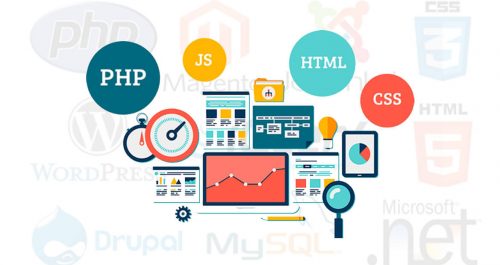 php
CSS
JS
HTML
PHP
Magento
CSS
HTML
WORDPRESS
Microsoft
.net
Drupal
MySQL